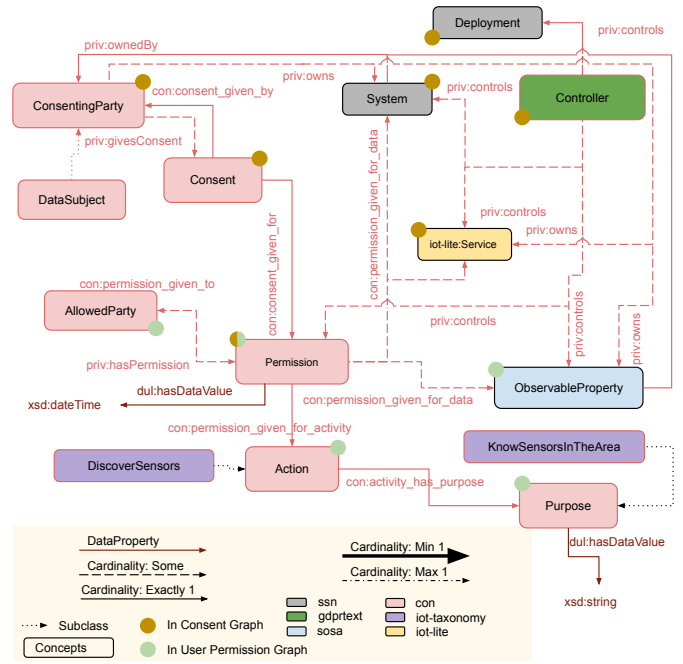 Deployment
priv:controls
priv:ownedBy
priv:owns
priv:controls
ConsentingParty
con:consent_given_by
System
Controller
priv:givesConsent
Consent
DataSubject
con:permission_given_for_data
priv:controls
priv:owns
iot-lite:Service
con:consent_given_for
con:permission_given_to
AllowedParty
priv:controls
priv:controls
priv:owns
priv:hasPermission
Permission
ObservableProperty
dul:hasDataValue
xsd:dateTime
con:permission_given_for_data
con:permission_given_for_activity
KnowSensorsInTheArea
DiscoverSensors
Action
con:activity_has_purpose
Purpose
dul:hasDataValue
xsd:string
DataProperty
Cardinality: Some
Cardinality: Exactly 1
Cardinality: Min 1
Cardinality: Max 1
Subclass
Concepts
In Consent Graph
In User Permission Graph
ssn
gdprtext
sosa
con
iot-taxonomy
iot-lite